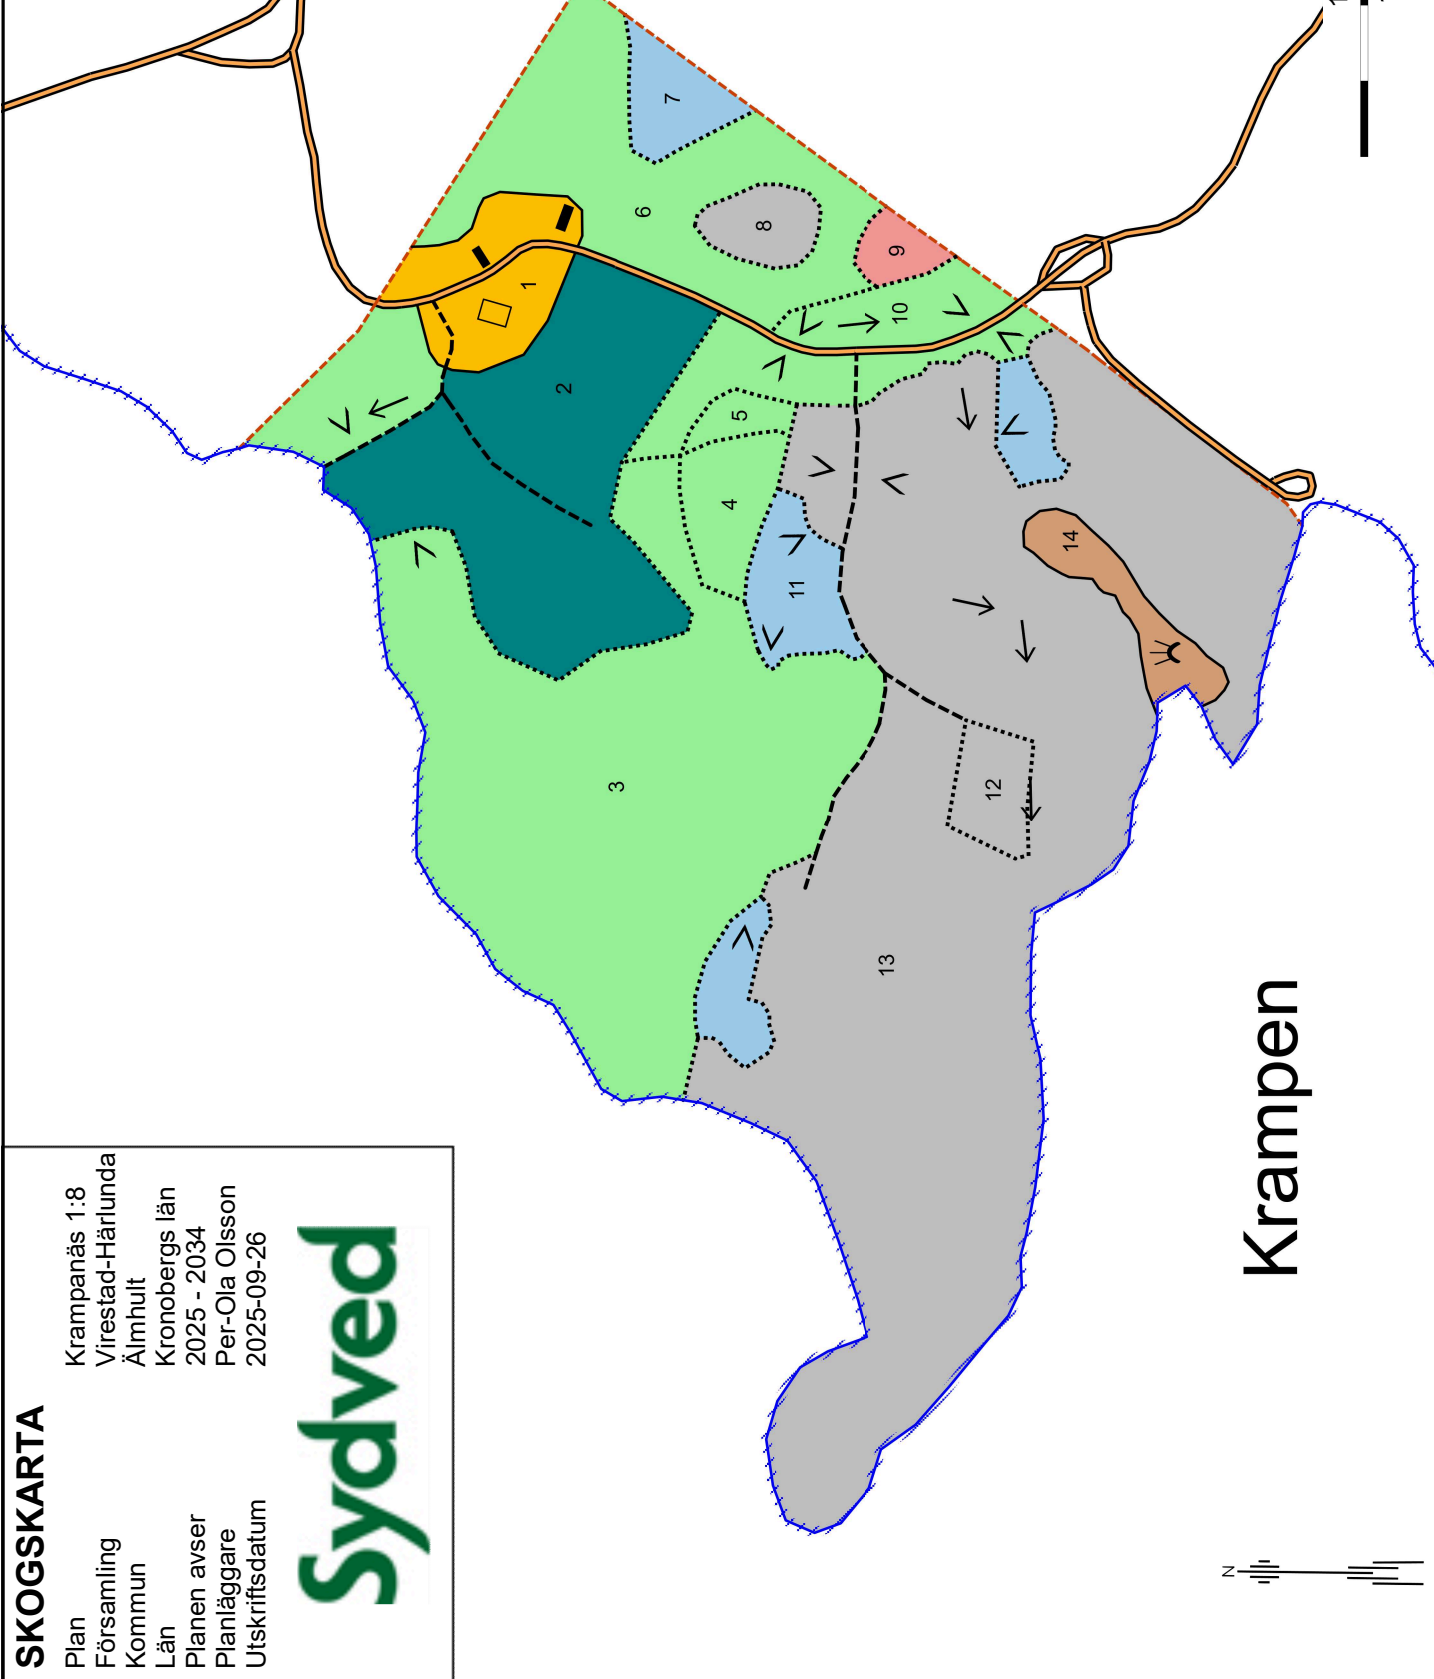 SKOGSKARTA
Plan Krampanäs 1:8
Församling Virestad-Härlunda
Kommun Älmhult
Län Kronobergs län
Planen avser 2025 - 2034
Planläggare Per-Ola Olsson
Utskriftsdatum 2025-09-26
Sydved
1
2
3
4
5
6
7
8
9
10
11
12
13
14
Krampen
N